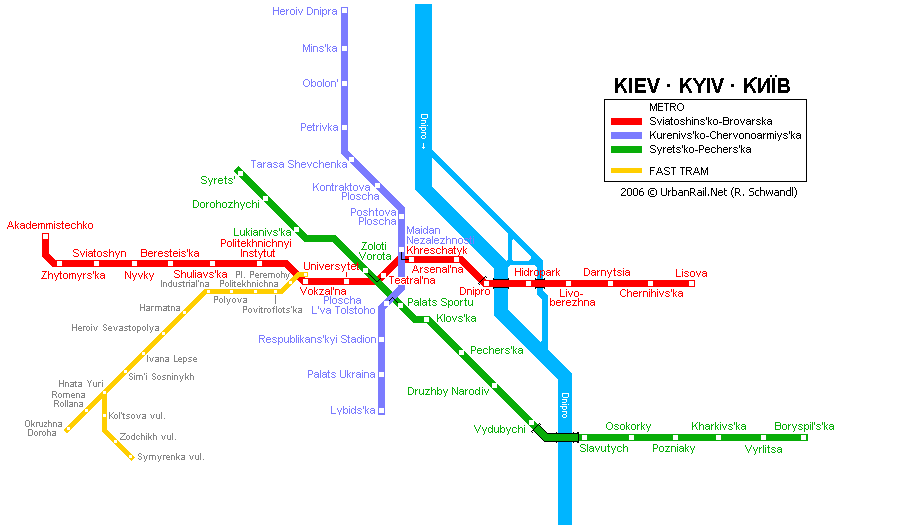 Heroiv Dnipra
Mins'ka
Obolon'
Petrivka
Tarasa Shevchenka
Kontraktova
Ploscha
Poshtova
Ploscha
Maidan
Nezalezhnosti
Dnipro →
KIEV · KYIV · КИЇВ
METRO
Sviatoshins'ko-Brovarska
Kurenivs'ko-Chervonoarmiys'ka
Syrets'ko-Pechers'ka
FAST TRAM
2006 © UrbanRail.Net (R. Schwandl)
Syrets'
Dorohozhychi
Lukianivs'ka
Zoloti
Vorota
Akademmistechko
Zhytomyrs'ka
Sviatoshyn
Nyvky
Beresteis'ka
Shuliavs'ka
Politekhnichnyi
Instytut
Vokzal'na
Universytet
Teatral'na
Khreschatyk
Arsenal'na
Dnipro
Hidropark
Livo-
berezhna
Darnytsia
Chernihivs'ka
Lisova
Pl. Peremohy
Industrial'na
Politekhnichna
Polyova
Povitroflots'ka
Harmatna
Heroiv Sevastopolya
Ivana Lepse
Sim'i Sosninykh
Hnata Yuri
Romena
Rollana
Okruzhna
Doroha
Kol'tsova vul.
Zodchikh vul.
Symyrenka vul.
Ploscha
L'va Tolstoho
Respublikans'kyi Stadion
Palats Ukraina
Lybids'ka
Palats Sportu
Klovs'ka
Pechers'ka
Druzhby Narodiv
Vydubychi
Dnipro
Slavutych
Osokorky
Pozniaky
Kharkivs'ka
Vyrlitsa
Boryspil's'ka